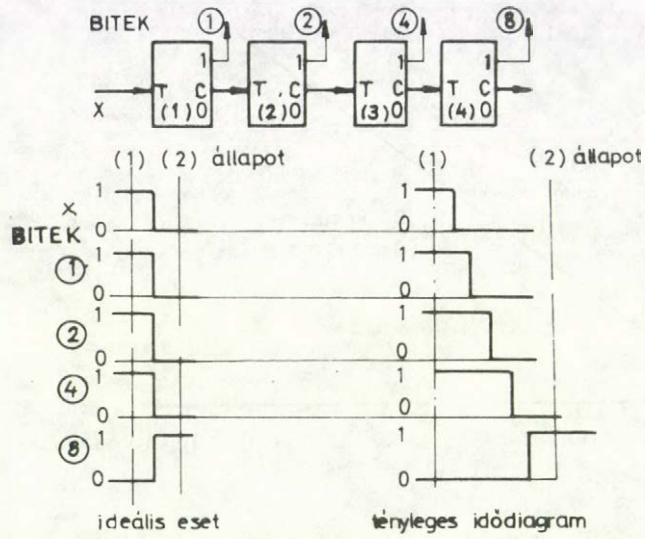 BITEK ① ② ④ ⑧
1 1 1 1
T C T C T C T C
X (1) 0 (2) 0 (3) 0 (4) 0
(1) (2) állapot (1) (2) állapot
1 1
X
0 0
BITEK
① 1 1
0 0
② 1 1
0 0
④ 1 1
0 0
⑧ 1 1
0 0
ideális eset tényleges idődiagram